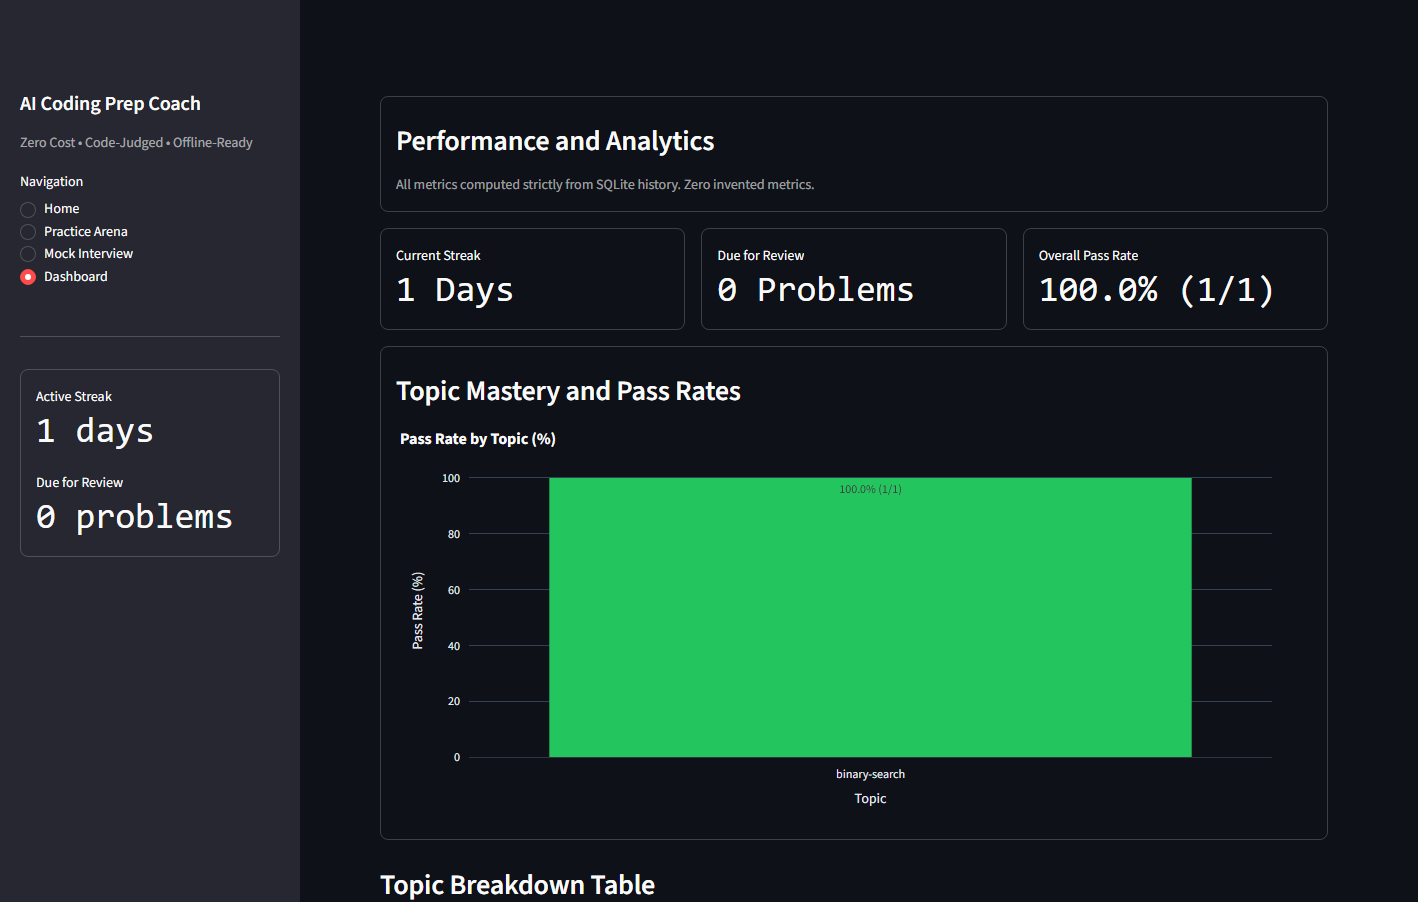 AI Coding Prep Coach
Zero Cost • Code-Judged • Offline-Ready
Navigation
Home
Practice Arena
Mock Interview
Dashboard
Active Streak
1 days
Due for Review
0 problems
Performance and Analytics
All metrics computed strictly from SQLite history. Zero invented metrics.
Current Streak
1 Days
Due for Review
0 Problems
Overall Pass Rate
100.0% (1/1)
Topic Mastery and Pass Rates
Pass Rate by Topic (%)
Pass Rate (%)
100
80
60
40
20
0
100.0% (1/1)
binary-search
Topic
Topic Breakdown Table